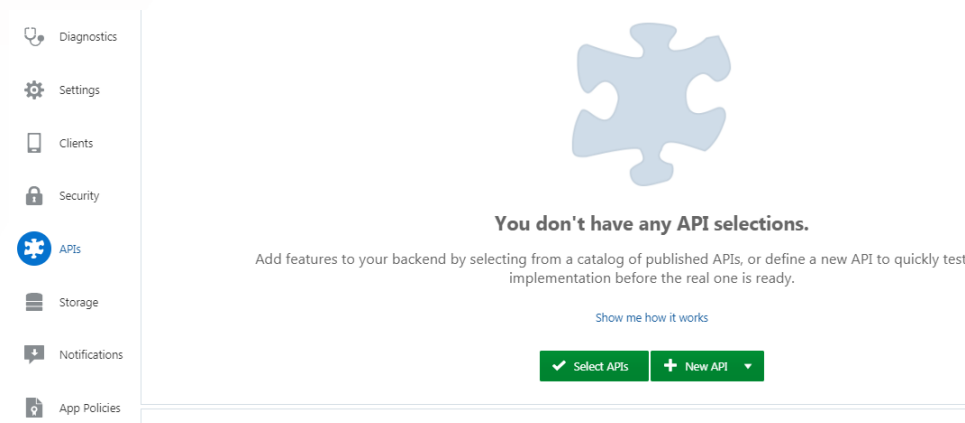 Diagnostics
Settings
Clients
Security
APIs
Storage
Notifications
App Policies
You don't have any API selections.
Add features to your backend by selecting from a catalog of published APIs, or define a new API to quickly test
implementation before the real one is ready.
Show me how it works
Select APIs
New API